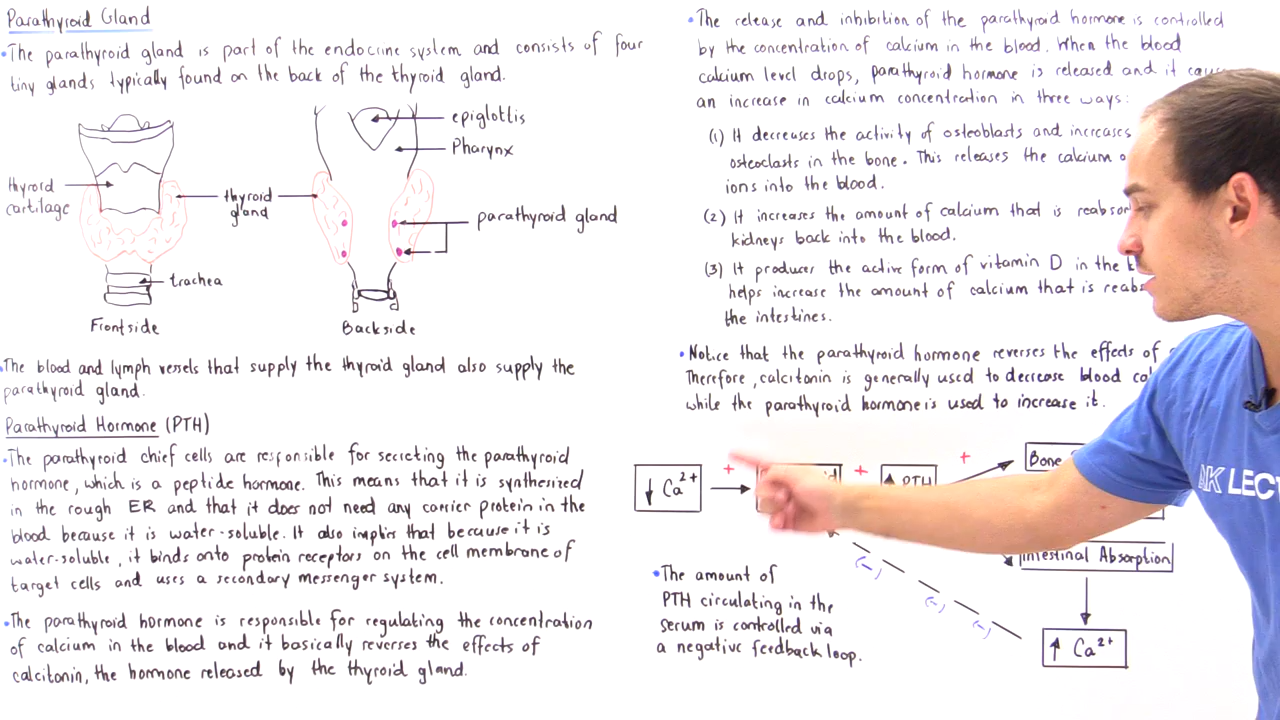 Parathyroid Gland
•The parathyroid gland is part of the endocrine system and consists of four
tiny glands typically found on the back of the thyroid gland.
epiglottis
Pharynx
thyroid
cartilage
thyroid
gland
parathyroid gland
trachea
Frontside
Backside
•The blood and lymph vessels that supply the thyroid gland also supply the
parathyroid gland.
Parathyroid Hormone (PTH)
•The parathyroid chief cells are responsible for secreting the parathyroid
hormone, which is a peptide hormone. This means that it is synthesized
in the rough ER and that it does not need any carrier protein in the
blood because it is water-soluble. It also implies that because it is
water-soluble, it binds onto protein receptors on the cell membrane of
target cells and uses a secondary messenger system.
•The parathyroid hormone is responsible for regulating the concentration
of calcium in the blood and it basically reverses the effects of
calcitonin, the hormone released by the thyroid gland.
•The release and inhibition of the parathyroid hormone is controlled
by the concentration of calcium in the blood. When the blood
calcium level drops, parathyroid hormone is released and it
an increase in calcium concentration in three ways:
(1) It decreases the activity of osteoblasts and increases
osteoclasts in the bone. This releases the calcium
ions into the blood.
(2) It increases the amount of calcium that is
kidneys back into the blood.
(3) It produces the active form of vitamin D in the
helps increase the amount of calcium that is
the intestines.
•Notice that the parathyroid hormone reverses the effects of
Therefore, calcitonin is generally used to decrease blood
while the parathyroid hormone is used to increase it.
↓ Ca2+
+
+
↑ PTH
+
Bone
Intestinal Absorption
(-)
(-)
(-)
↑ Ca2+
•The amount of
PTH circulating in the
serum is controlled via
a negative feedback loop.
AK LECT